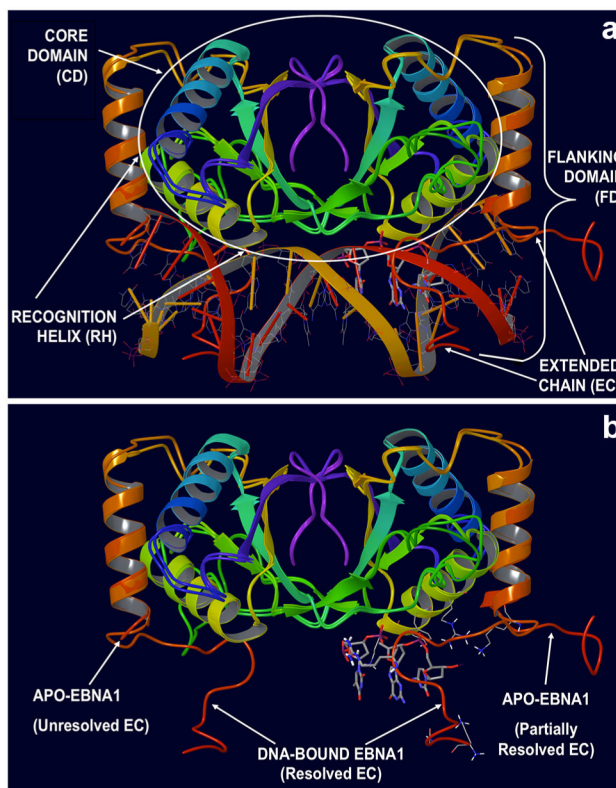 a
CORE
DOMAIN
(CD)
FLANKING
DOMAIN
(FD
RECOGNITION
HELIX (RH)
EXTENDED
CHAIN (EC
b
APO-EBNA1
(Unresolved EC)
APO-EBNA1
(Partially
Resolved EC)
DNA-BOUND EBNA1
(Resolved EC)